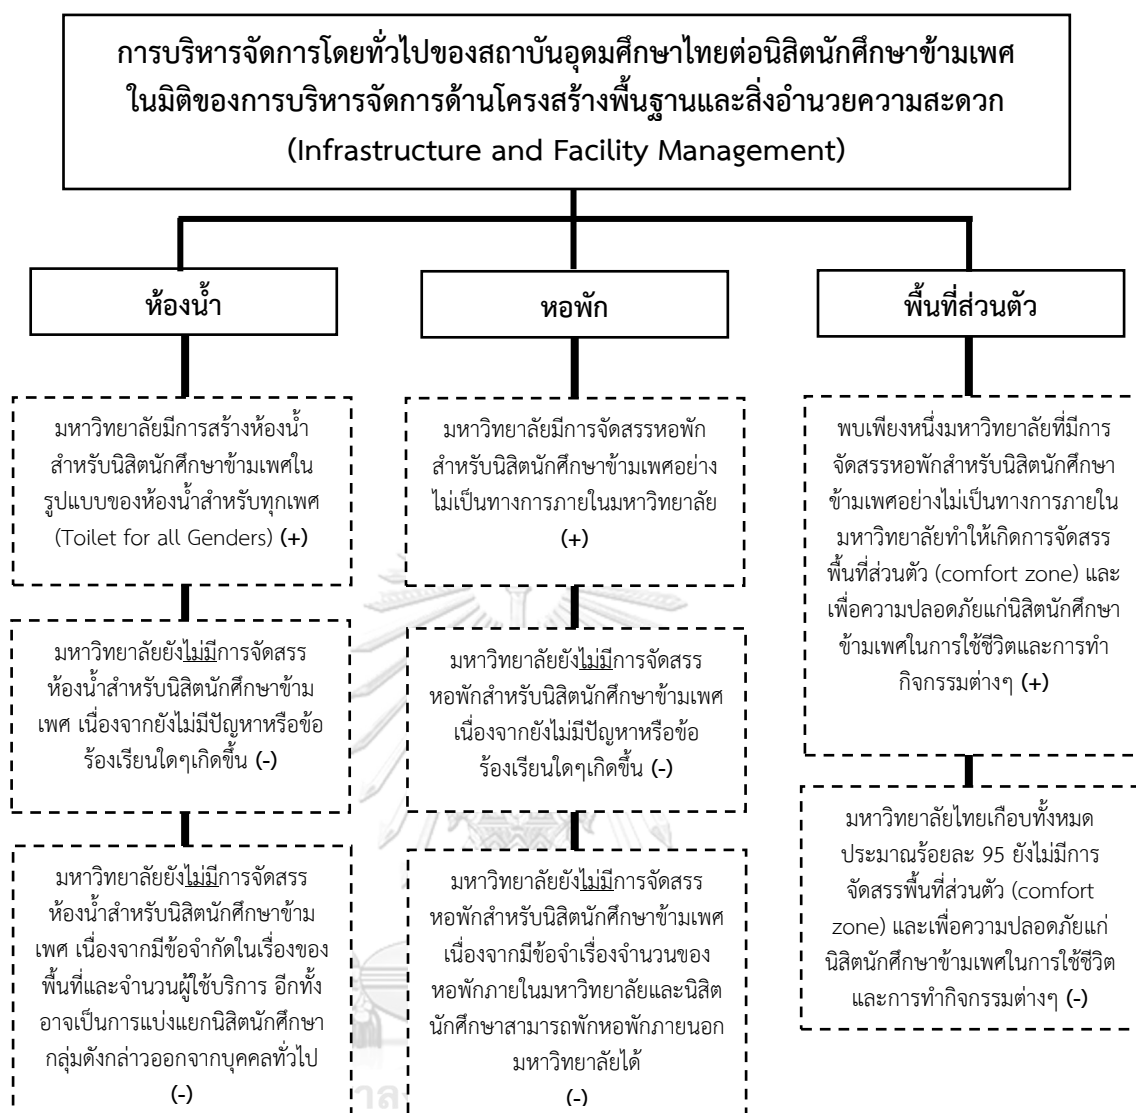 การบริหารจัดการโดยทั่วไปของสถาบันอุดมศึกษาไทยต่อนิสิตนักศึกษาข้ามเพศ
ในมิติของการบริหารจัดการด้านโครงสร้างพื้นฐานและสิ่งอำนวยความสะดวก
(Infrastructure and Facility Management)
ห้องน้ำ
มหาวิทยาลัยมีการสร้างห้องน้ำ
สำหรับนิสิตนักศึกษาข้ามเพศใน
รูปแบบของห้องน้ำสำหรับทุกเพศ
(Toilet for all Genders) (+)
มหาวิทยาลัยยังไม่มีการจัดสรร
ห้องน้ำสำหรับนิสิตนักศึกษาข้าม
เพศ เนื่องจากยังไม่มีปัญหาหรือข้อ
ร้องเรียนใดๆเกิดขึ้น (-)
มหาวิทยาลัยยังไม่มีการจัดสรร
ห้องน้ำสำหรับนิสิตนักศึกษาข้าม
เพศ เนื่องจากมีข้อจำกัดในเรื่องของ
พื้นที่และจำนวนผู้ใช้บริการ อีกทั้ง
อาจเป็นการแบ่งแยกนิสิตนักศึกษา
กลุ่มดังกล่าวออกจากบุคคลทั่วไป
(-)
หอพัก
มหาวิทยาลัยมีการจัดสรรหอพัก
สำหรับนิสิตนักศึกษาข้ามเพศอย่าง
ไม่เป็นทางการภายในมหาวิทยาลัย
(+)
มหาวิทยาลัยยังไม่มีการจัดสรร
หอพักสำหรับนิสิตนักศึกษาข้ามเพศ
เนื่องจากยังไม่มีปัญหาหรือข้อ
ร้องเรียนใดๆเกิดขึ้น (-)
มหาวิทยาลัยยังไม่มีการจัดสรร
หอพักสำหรับนิสิตนักศึกษาข้ามเพศ
เนื่องจากมีข้อจำเรื่องจำนวนของ
หอพักภายในมหาวิทยาลัยและนิสิต
นักศึกษาสามารถพักหอพักภายนอก
มหาวิทยาลัยได้
(-)
พื้นที่ส่วนตัว
พบเพียงหนึ่งมหาวิทยาลัยที่มีการ
จัดสรรหอพักสำหรับนิสิตนักศึกษา
ข้ามเพศอย่างไม่เป็นทางการภายใน
มหาวิทยาลัยทำให้เกิดการจัดสรร
พื้นที่ส่วนตัว (comfort zone) และ
เพื่อความปลอดภัยแก่นิสิตนักศึกษา
ข้ามเพศในการใช้ชีวิตและการทำ
กิจกรรมต่างๆ (+)
มหาวิทยาลัยไทยเกือบทั้งหมด
ประมาณร้อยละ 95 ยังไม่มีการ
จัดสรรพื้นที่ส่วนตัว (comfort
zone) และเพื่อความปลอดภัยแก่
นิสิตนักศึกษาข้ามเพศในการใช้ชีวิต
และการทำกิจกรรมต่างๆ (-)